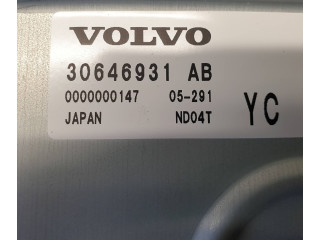 VOLVO
30646931 AB
0000000147 05-291
JAPAN ND04T YC